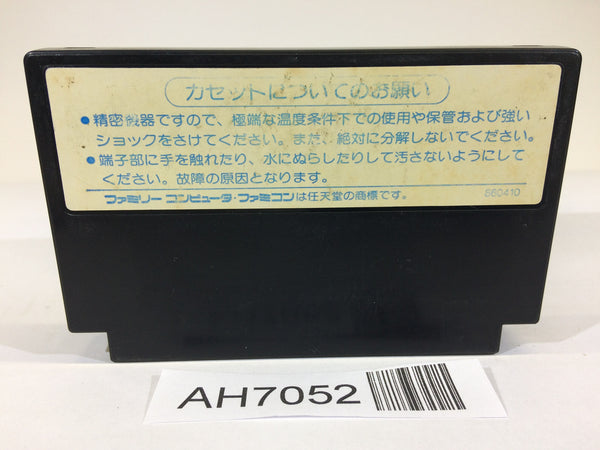 カセットについてのお願い
●精密機器ですので、極端な温度条件下での使用や保管および強い
ショックをさけてください。また、絶対に分解しないでください。
●端子部に手を触れたり、水にぬらしたりして汚さないようにして
ください。故障の原因となります。
ファミリーコンピュータ・ファミコンは任天堂の商標です。
560410
AH7052